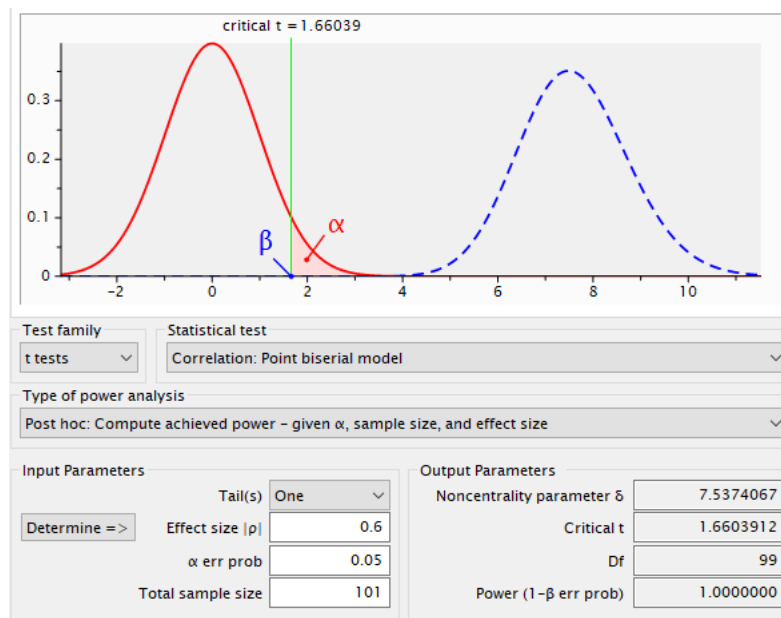 critical t = 1.66039
0.3
0.2
0.1
0
β
α
-2 0 2 4 6 8 10
Test family
Statistical test
t tests
Correlation: Point biserial model
Type of power analysis
Post hoc: Compute achieved power – given α, sample size, and effect size
Input Parameters
Tail(s) One
Determine => Effect size |ρ| 0.6
α err prob 0.05
Total sample size 101
Output Parameters
Noncentrality parameter δ 7.5374067
Critical t 1.6603912
Df 99
Power (1-β err prob) 1.0000000